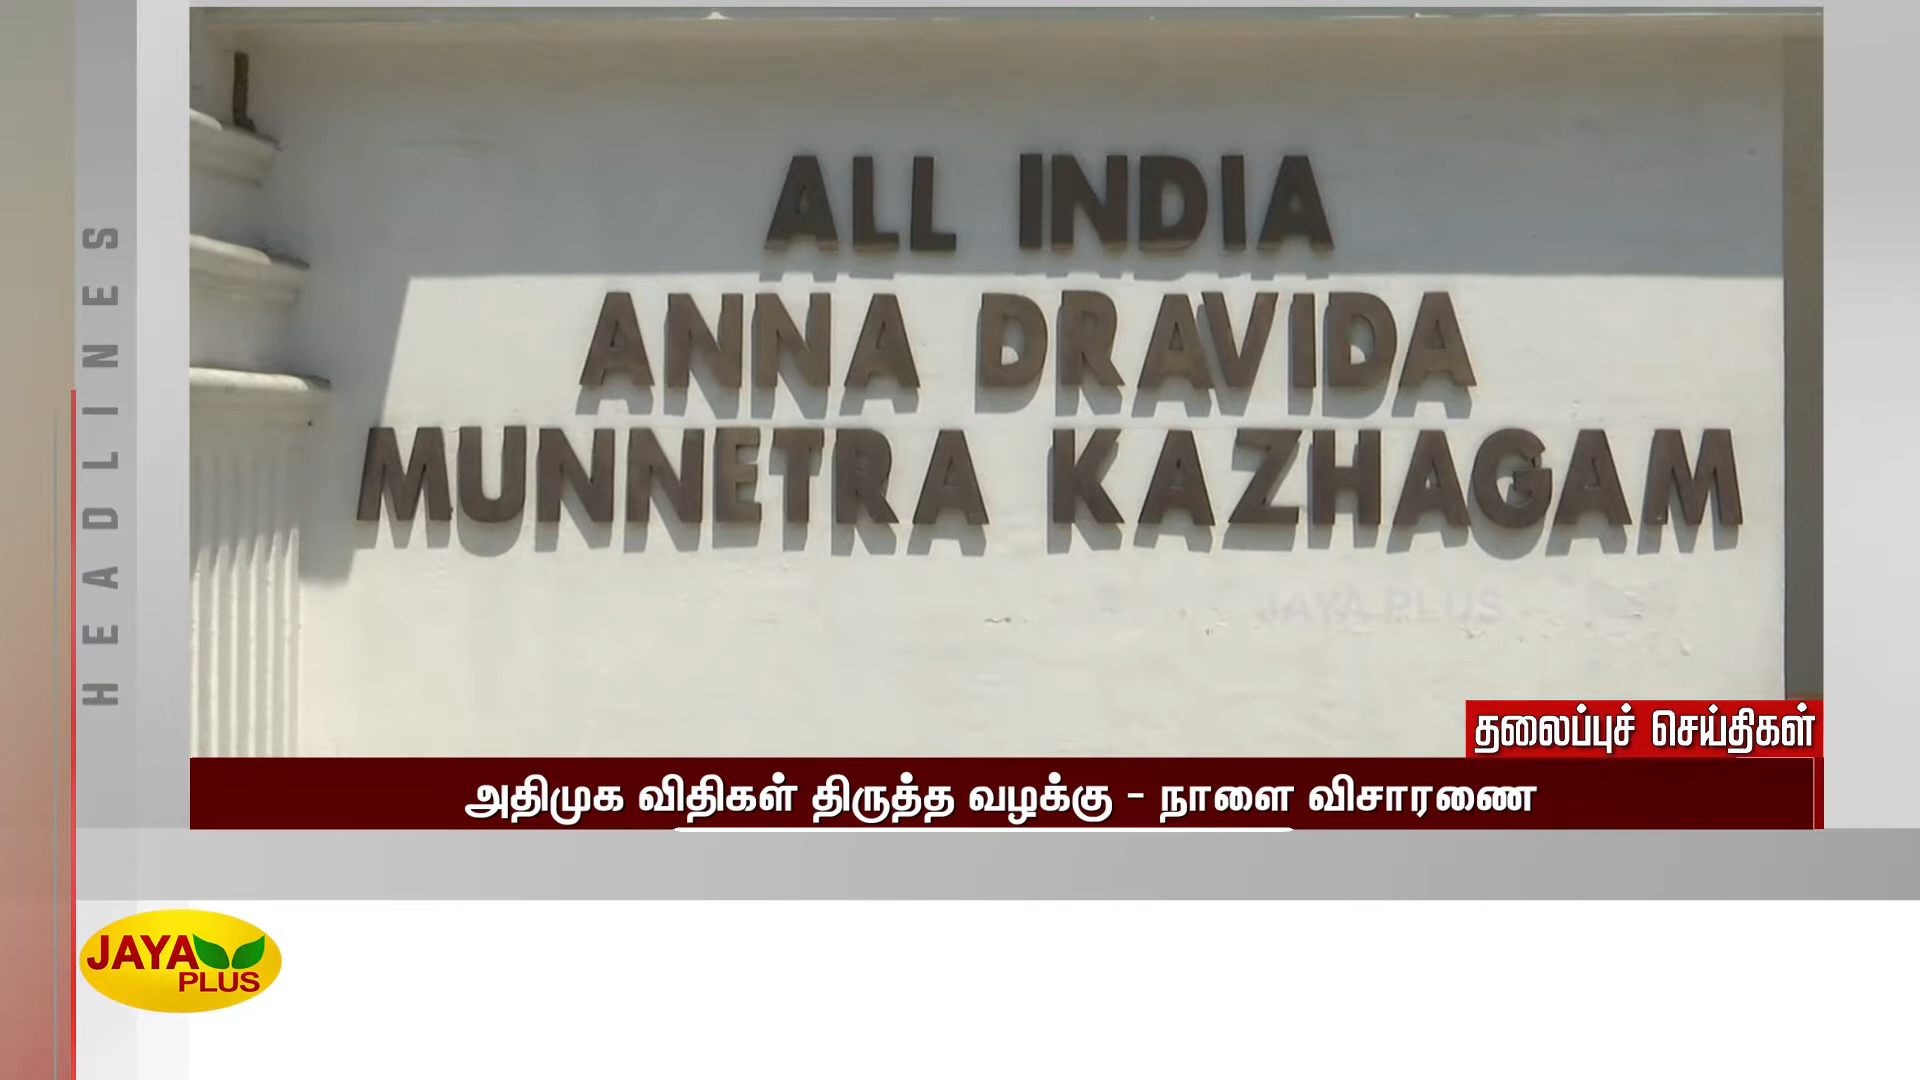 HEADLINES
ALL INDIA
ANNA DRAVIDA
MUNNETRA KAZHAGAM
JAYA PLUS
தலைப்புச் செய்திகள்
அதிமுக விதிகள் திருத்த வழக்கு - நாளை விசாரணை
JAYA
PLUS